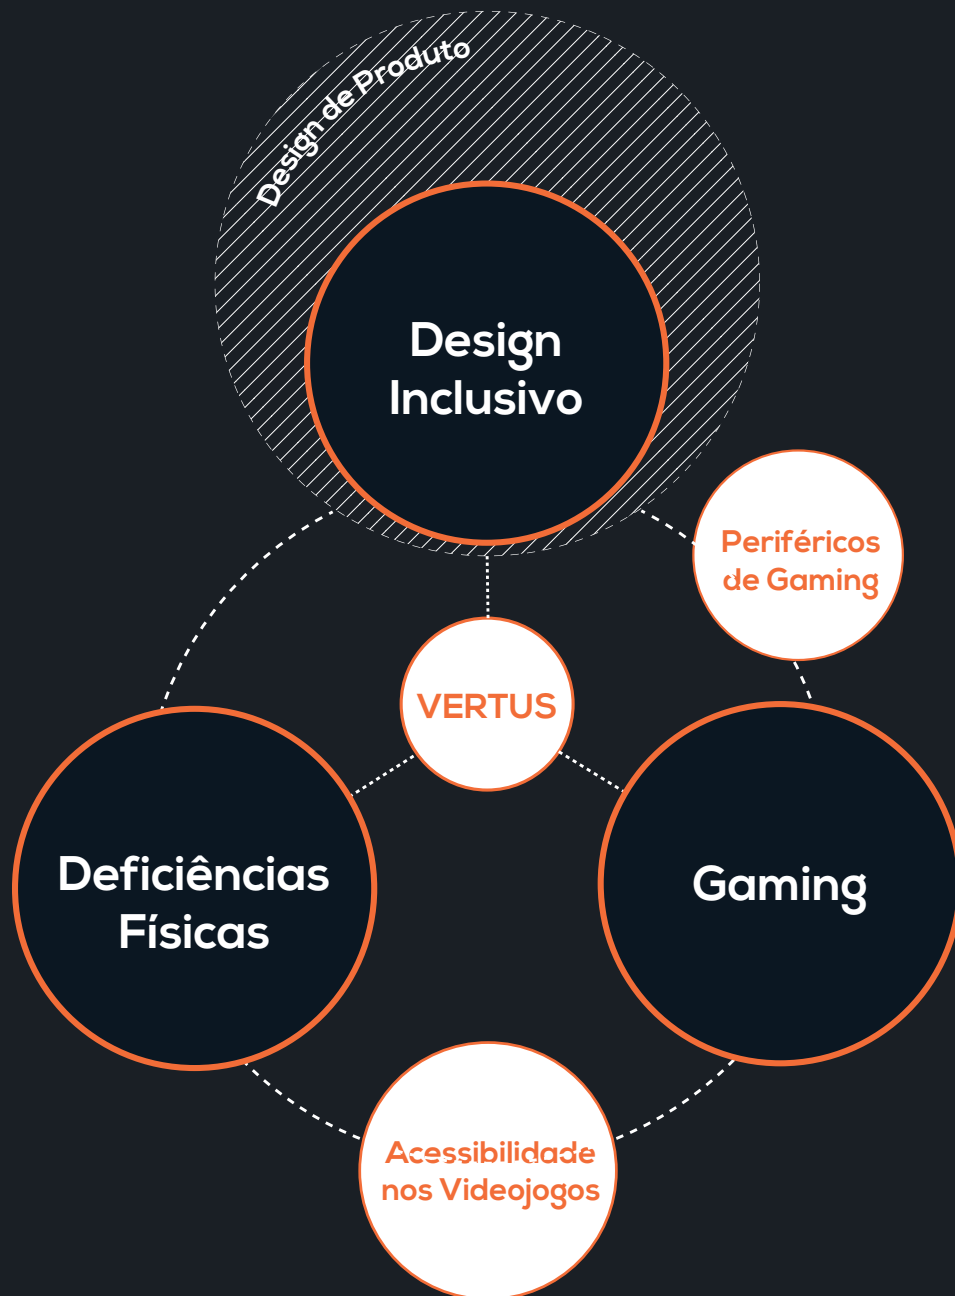 Design de Produto
Design
Inclusivo
Periféricos
de Gaming
VERTUS
Deficiências
Físicas
Gaming
Acessibilidade
nos Videojogos